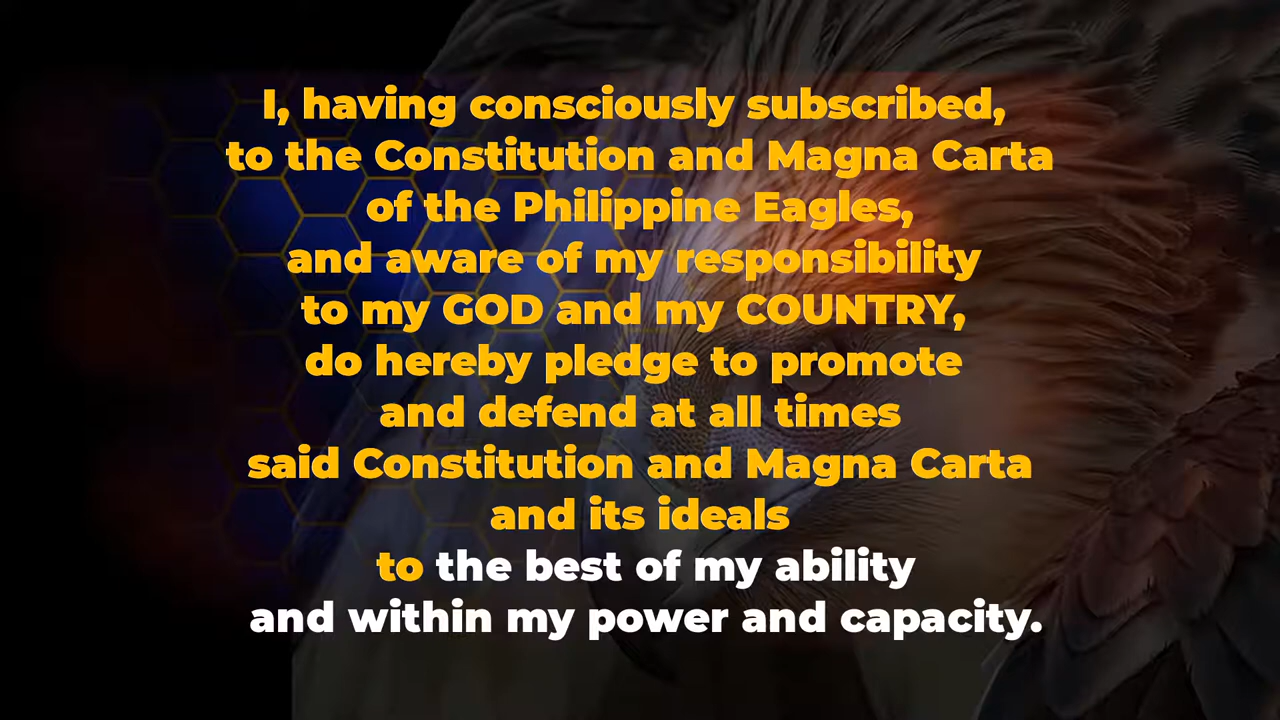 I, having consciously subscribed,
to the Constitution and Magna Carta
of the Philippine Eagles,
and aware of my responsibility
to my GOD and my COUNTRY,
do hereby pledge to promote
and defend at all times
said Constitution and Magna Carta
and its ideals
to the best of my ability
and within my power and capacity.